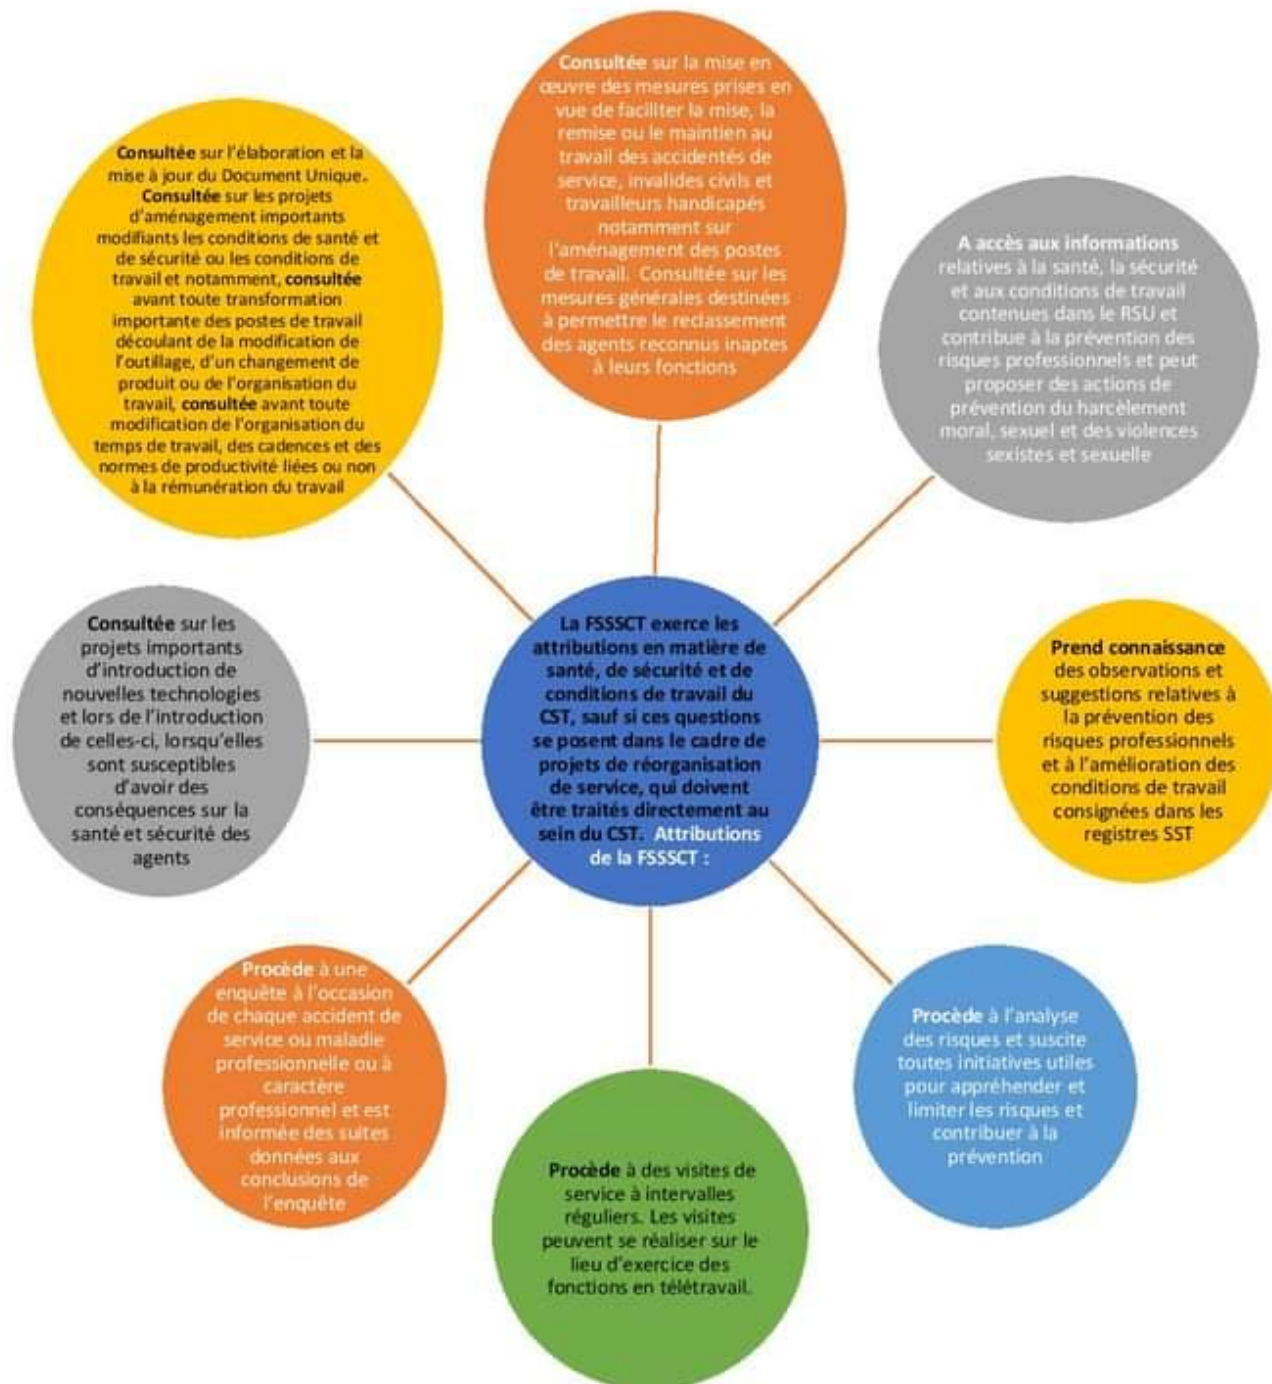 Consultée sur la mise en
œuvre des mesures prises en
vue de faciliter la mise, la
remise ou le maintien au
travail des accidentés de
service, invalides civils et
travailleurs handicapés
notamment sur
l'aménagement des postes
de travail. Consultée sur les
mesures générales destinées
à permettre le reclassement
des agents reconnus inaptes
à leurs fonctions
Consultée sur l'élaboration et la
mise à jour du Document Unique.
Consultée sur les projets
d'aménagement importants
modifiants les conditions de santé et
de sécurité ou les conditions de
travail et notamment, consultée
avant toute transformation
importante des postes de travail
découlant de la modification de
l'outillage, d'un changement de
produit ou de l'organisation du
travail, consultée avant toute
modification de l'organisation du
temps de travail, des cadences et des
normes de productivité liées ou non
à la rémunération du travail
A accès aux informations
relatives à la santé, la sécurité
et aux conditions de travail
contenues dans le RSU et
contribue à la prévention des
risques professionnels et peut
proposer des actions de
prévention du harcèlement
moral, sexuel et des violences
sexistes et sexuelle
Consultée sur les
projets importants
d'introduction de
nouvelles technologies
et lors de l'introduction
de celles-ci, lorsqu'elles
sont susceptibles
d'avoir des
conséquences sur la
santé et sécurité des
agents
La FSSSCT exerce les
attributions en matière de
santé, de sécurité et de
conditions de travail du
CST, sauf si ces questions
se posent dans le cadre de
projets de réorganisation
de service, qui doivent
être traités directement au
sein du CST. Attributions
de la FSSSCT :
Prend connaissance
des observations et
suggestions relatives à
la prévention des
risques professionnels
et à l'amélioration des
conditions de travail
consignées dans les
registres SST
Procède à une
enquête à l'occasion
de chaque accident de
service ou maladie
professionnelle ou à
caractère
professionnel et est
informée des suites
données aux
conclusions de
l'enquête
Procède à l'analyse
des risques et suscite
toutes initiatives utiles
pour appréhender et
limiter les risques et
contribuer à la
prévention
Procède à des visites de
service à intervalles
réguliers. Les visites
peuvent se réaliser sur le
lieu d'exercice des
fonctions en télétravail.